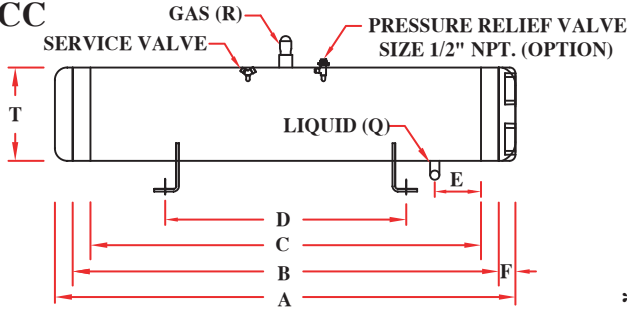 CC
GAS (R)
PRESSURE RELIEF VALVE
SIZE 1/2" NPT. (OPTION)
SERVICE VALVE
T
LIQUID (Q)
E
D
C
B
F
A